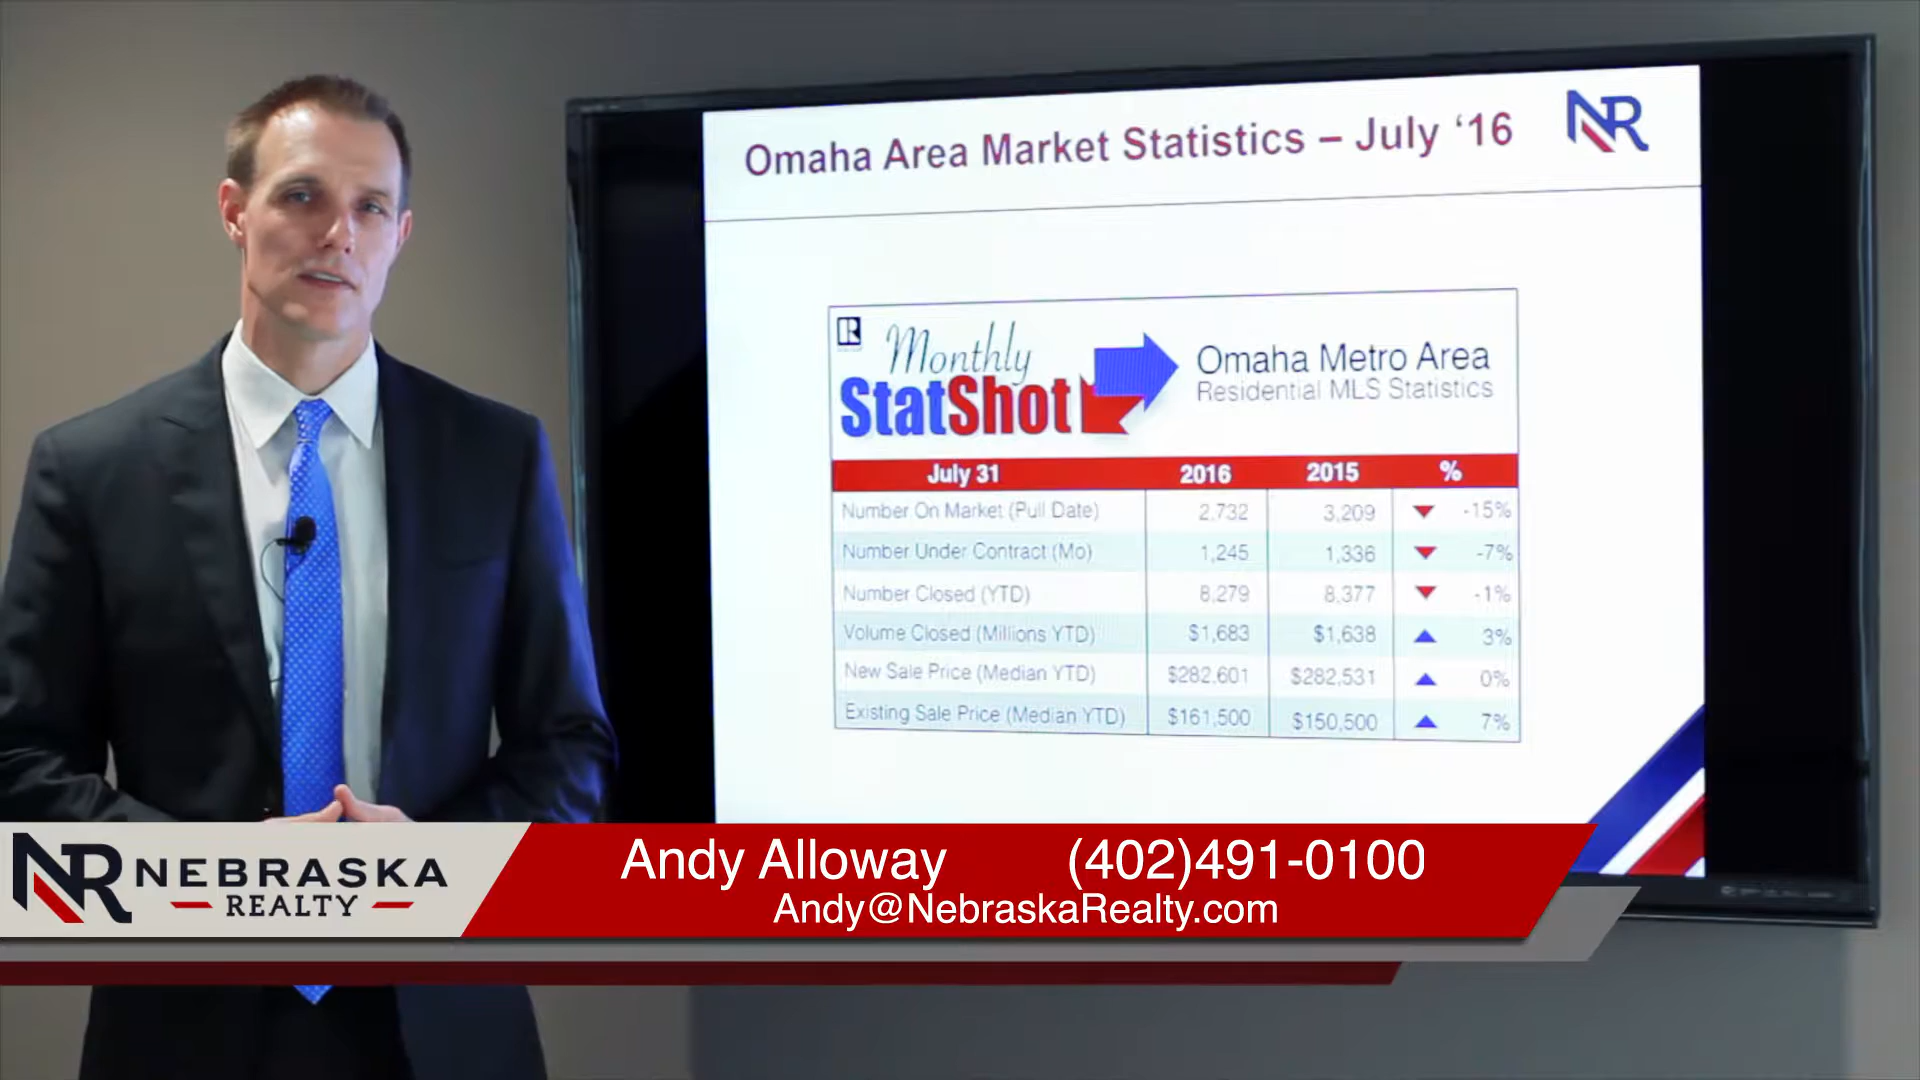 Omaha Area Market Statistics – July ‘16
NR
R
Monthly
StatShot
Omaha Metro Area
Residential MLS Statistics
July 31 2016 2015 %
Number On Market (Pull Date) 2,732 3,209 -15%
Number Under Contract (Mo) 1,245 1,336 -7%
Number Closed (YTD) 8,279 8,377 -1%
Volume Closed (Millions YTD) $1,683 $1,638 3%
New Sale Price (Median YTD) $282,601 $282,531 0%
Existing Sale Price (Median YTD) $161,500 $150,500 7%
NR NEBRASKA
REALTY
Andy Alloway (402)491-0100
Andy@NebraskaRealty.com